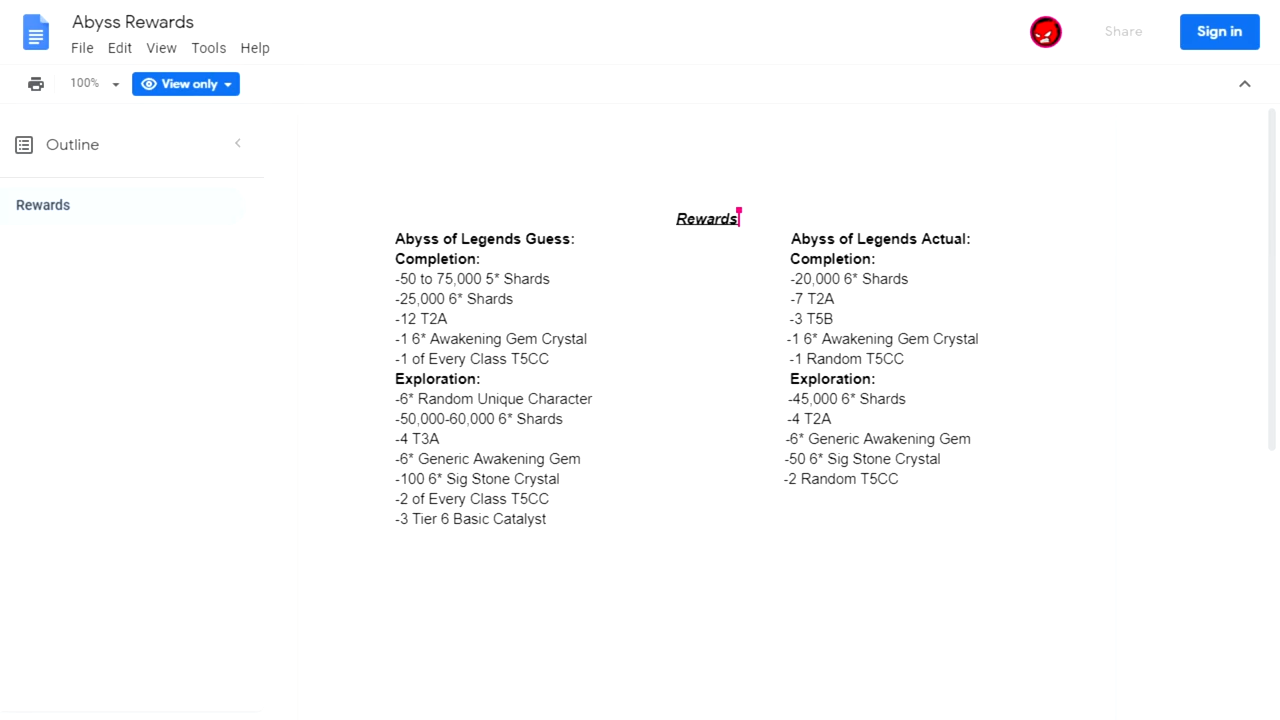 Abyss Rewards
File Edit View Tools Help
Share
Sign in
100%
View only
Outline
Rewards
Rewards
Abyss of Legends Guess:
Completion:
-50 to 75,000 5* Shards
-25,000 6* Shards
-12 T2A
-1 6* Awakening Gem Crystal
-1 of Every Class T5CC
Exploration:
-6* Random Unique Character
-50,000-60,000 6* Shards
-4 T3A
-6* Generic Awakening Gem
-100 6* Sig Stone Crystal
-2 of Every Class T5CC
-3 Tier 6 Basic Catalyst
Abyss of Legends Actual:
Completion:
-20,000 6* Shards
-7 T2A
-3 T5B
-1 6* Awakening Gem Crystal
-1 Random T5CC
Exploration:
-45,000 6* Shards
-4 T2A
-6* Generic Awakening Gem
-50 6* Sig Stone Crystal
-2 Random T5CC